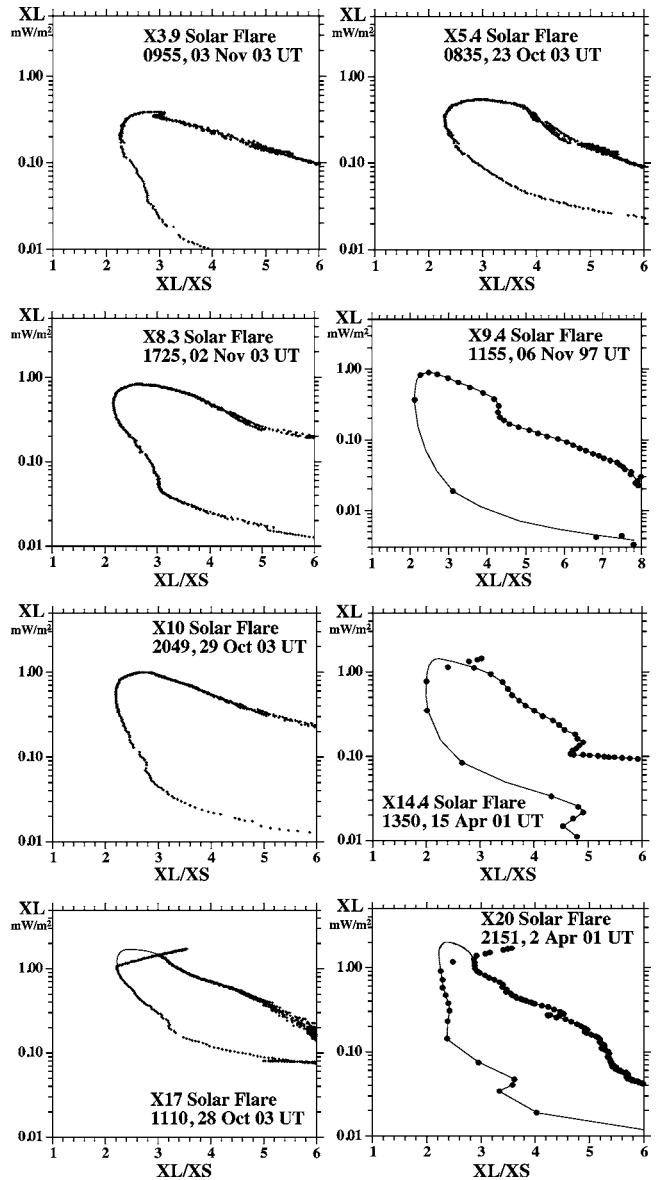 XL
mW/m²
X3.9 Solar Flare
0955, 03 Nov 03 UT
1.00
0.10
0.01
1 2 3 4 5 6
XL/XS
XL
mW/m²
X5.4 Solar Flare
0835, 23 Oct 03 UT
1.00
0.10
0.01
1 2 3 4 5 6
XL/XS
XL
mW/m²
X8.3 Solar Flare
1725, 02 Nov 03 UT
1.00
0.10
0.01
1 2 3 4 5 6
XL/XS
XL
mW/m²
X9.4 Solar Flare
1155, 06 Nov 97 UT
1.00
0.10
0.01
1 2 3 4 5 6 7 8
XL/XS
XL
mW/m²
X10 Solar Flare
2049, 29 Oct 03 UT
1.00
0.10
0.01
1 2 3 4 5 6
XL/XS
XL
mW/m²
1.00
0.10
X14.4 Solar Flare
1350, 15 Apr 01 UT
0.01
1 2 3 4 5 6
XL/XS
XL
mW/m²
1.00
0.10
X17 Solar Flare
1110, 28 Oct 03 UT
0.01
1 2 3 4 5 6
XL/XS
XL
mW/m²
X20 Solar Flare
2151, 2 Apr 01 UT
1.00
0.10
0.01
1 2 3 4 5 6
XL/XS